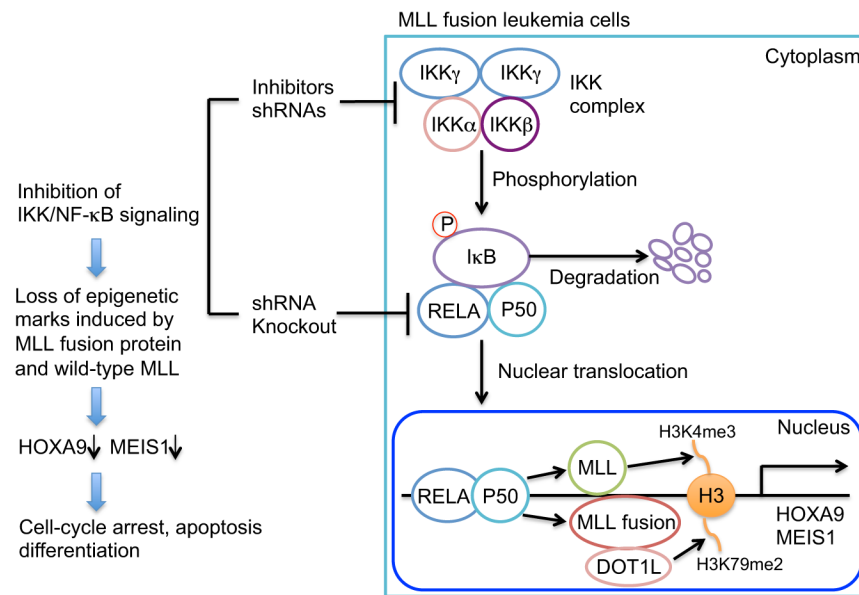 MLL fusion leukemia cells
Cytoplasm
IKKγ
IKKγ
IKK
complex
IKKα
IKKβ
Inhibitors
shRNAs
Phosphorylation
Inhibition of
IKK/NF-κB signaling
P
IκB
Degradation
Loss of epigenetic
marks induced by
MLL fusion protein
and wild-type MLL
shRNA
Knockout
RELA
P50
Nuclear translocation
HOXA9 MEIS1
Cell-cycle arrest, apoptosis
differentiation
Nucleus
H3K4me3
MLL
RELA
P50
H3
MLL fusion
HOXA9
MEIS1
DOT1L
H3K79me2